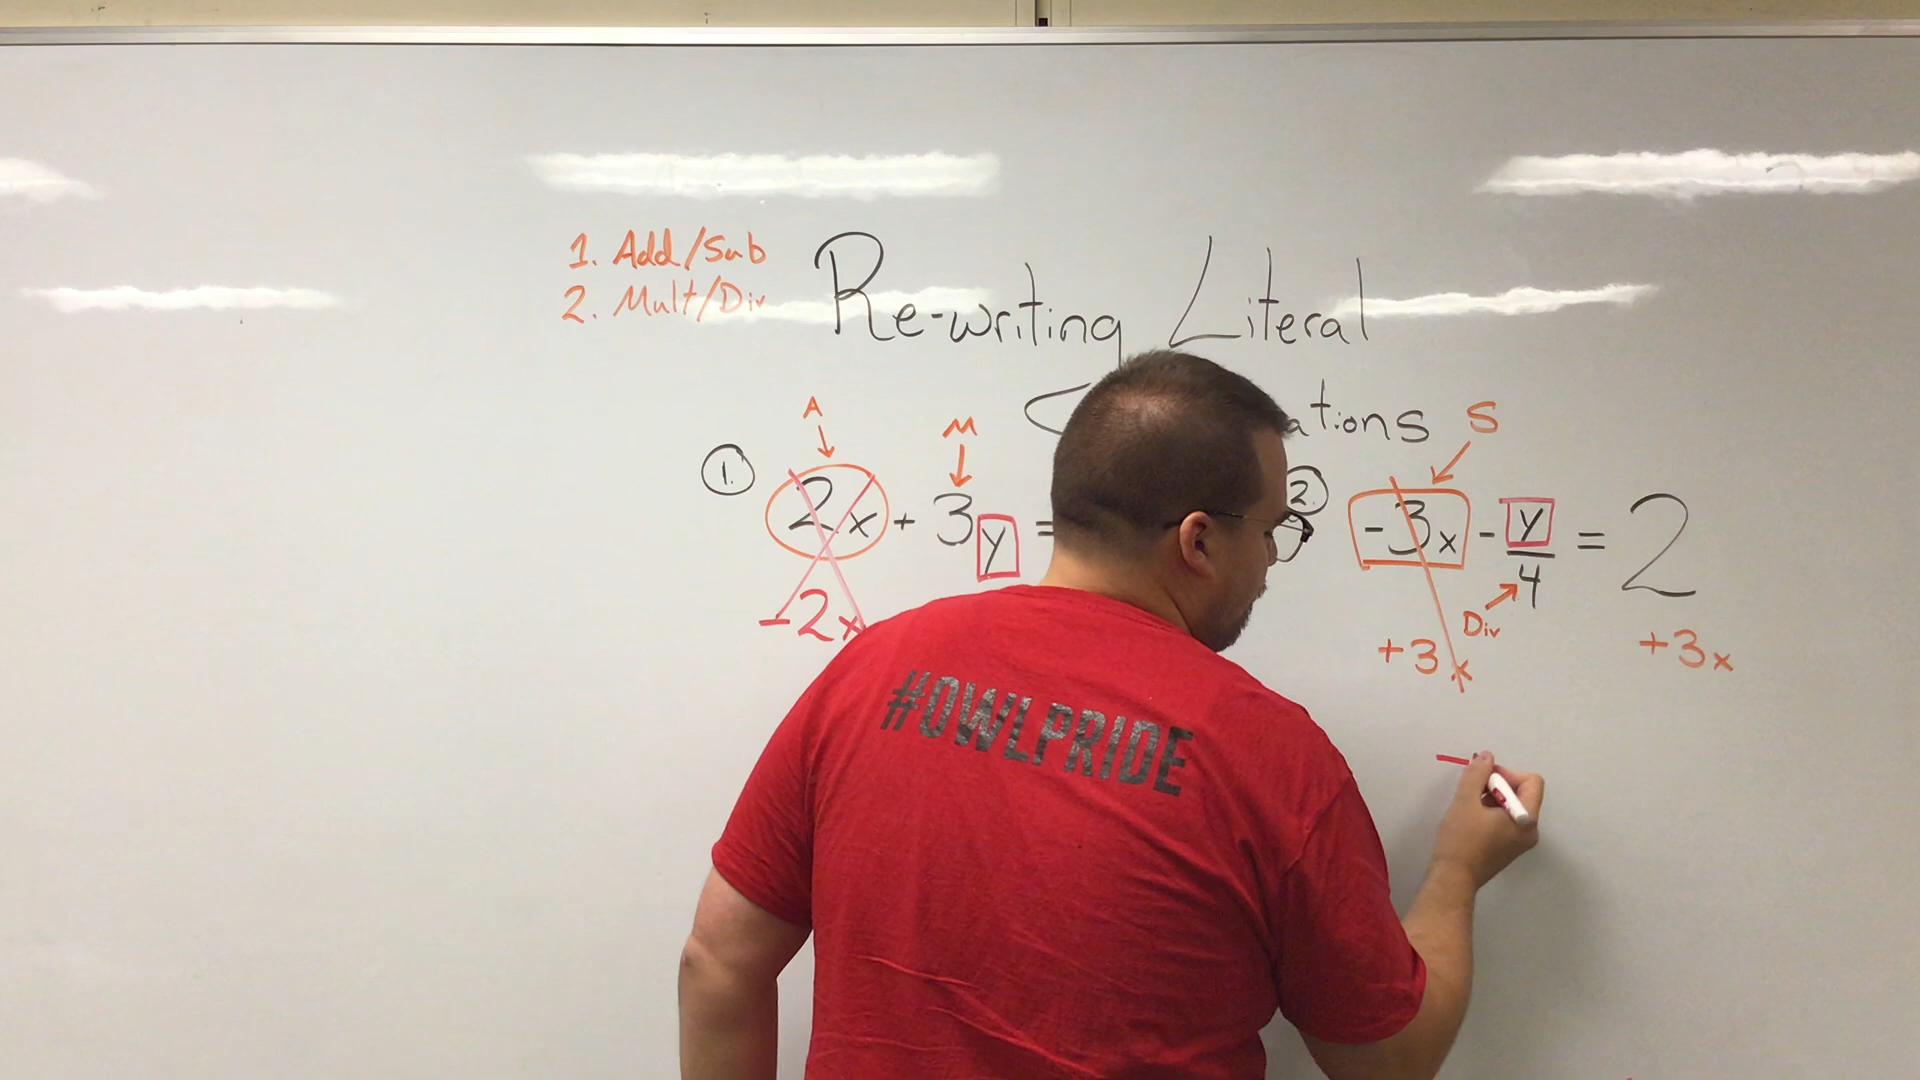 1. Add/Sub
2. Mult/Div
Re-writing Literal
ations
A
M
S
1.
2x + 3y =
-2x
2.
-3x - y/4 = 2
Div
+3x +3x
-
#OWLPRIDE